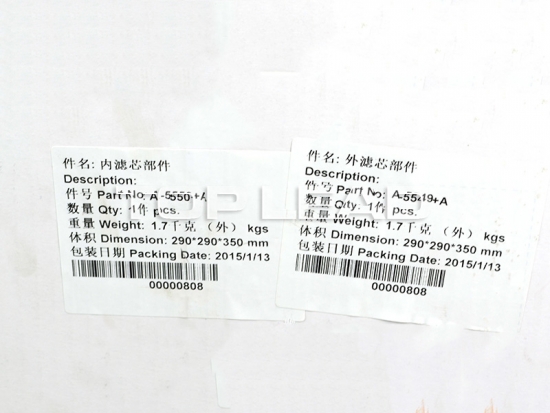 件名: 内滤芯部件
Description:
件号 Part No: A-5550+A
数量 Qty: 1件 pcs.
重量 Weight: 1.7千克（外）kgs
体积 Dimension: 290*290*350 mm
包装日期 Packing Date: 2015/1/13
00000808
件名: 外滤芯部件
Description:
件号 Part No: A-5549+A
数量 Qty: 1件 pcs.
重量 Weight: 1.7千克（外）kgs
体积 Dimension: 290*290*350 mm
包装日期 Packing Date: 2015/1/13
00000808